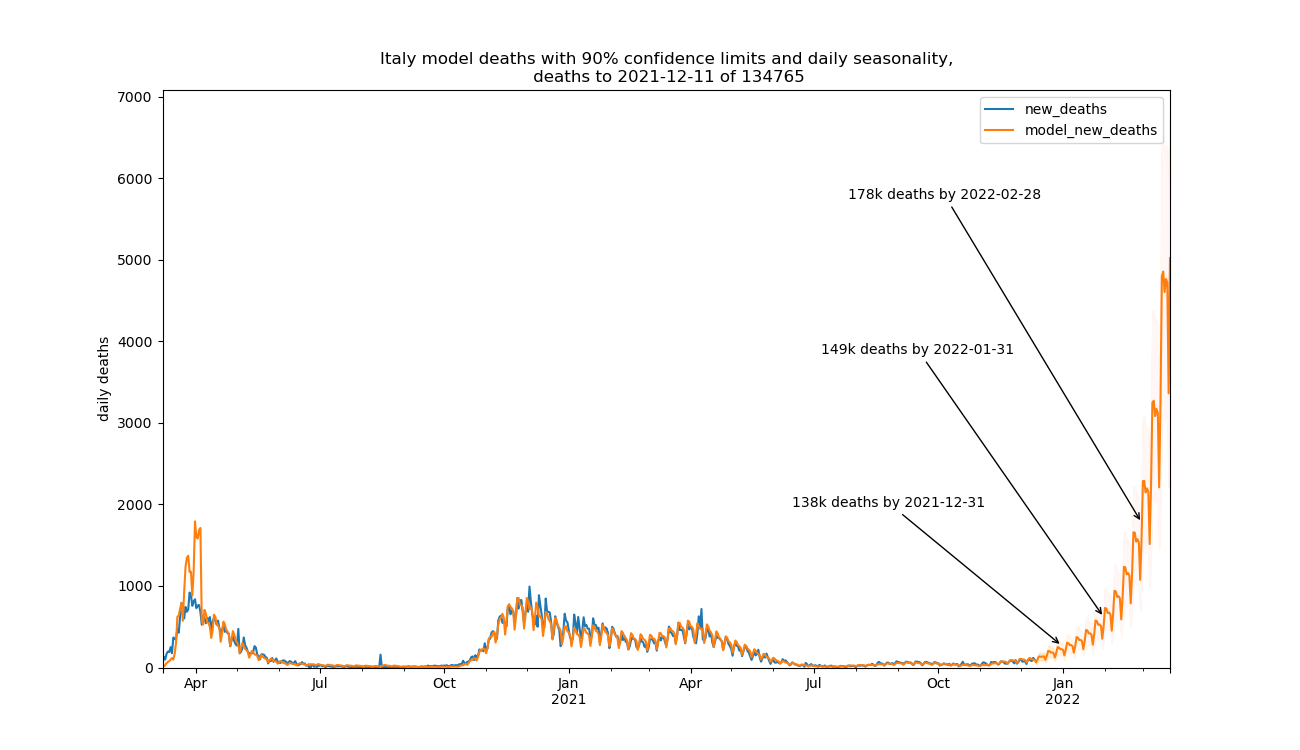 Italy model deaths with 90% confidence limits and daily seasonality,
deaths to 2021-12-11 of 134765
new_deaths
model_new_deaths
7000
6000
5000
4000
3000
2000
1000
0
daily deaths
178k deaths by 2022-02-28
149k deaths by 2022-01-31
138k deaths by 2021-12-31
Apr Jul Oct Jan Apr Jul Oct Jan
2021 2022